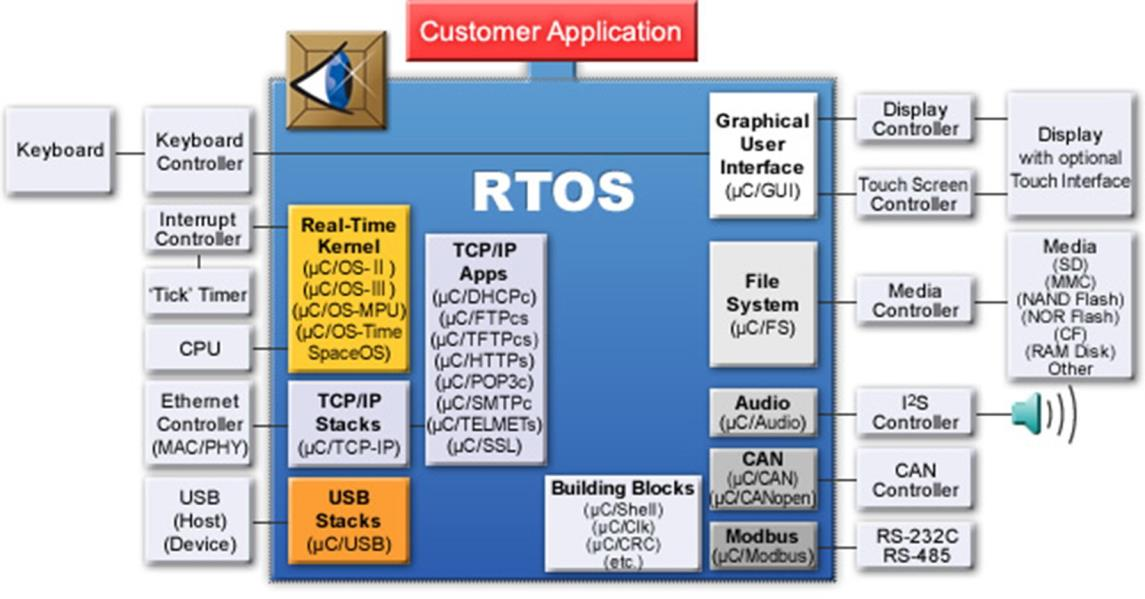 Customer Application
Keyboard
Keyboard
Controller
Interrupt
Controller
"Tick" Timer
CPU
Ethernet
Controller
(MAC/PHY)
USB
(Host)
(Device)
RTOS
Real-Time
Kernel
(µC/OS-II)
(µC/OS-III)
(µC/OS-MPU)
(µC/OS-Time
SpaceOS)
TCP/IP
Stacks
(µC/TCP-IP)
USB
Stacks
(µC/USB)
TCP/IP
Apps
(µC/DHCPc)
(µC/FTPcs
(µC/TFTPcs)
(µC/HTTPs)
(µC/POP3c)
(µC/SMTPc
(µC/TELMETs)
(µC/SSL)
Building Blocks
(µC/Shell)
(µC/Clk)
(µC/CRC)
(etc.)
Graphical
User
Interface
(µC/GUI)
File
System
(µC/FS)
Audio
(µC/Audio)
CAN
(µC/CAN)
(µC/CANopen)
Modbus
(µC/Modbus)
Display
Controller
Touch Screen
Controller
Media
Controller
I²S
Controller
CAN
Controller
RS-232C
RS-485
Display
with optional
Touch Interface
Media
(SD)
(MMC)
(NAND Flash)
(NOR Flash)
(CF)
(RAM Disk)
Other